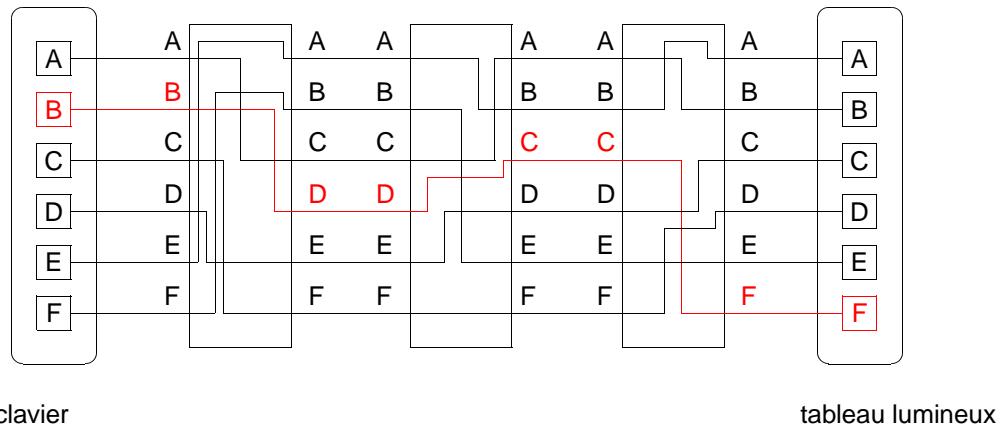 A A A A A A A A
B B B B B B B B
C C C C C C C C
D D D D D D D D
E E E E E E E E
F F F F F F F F
clavier tableau lumineux